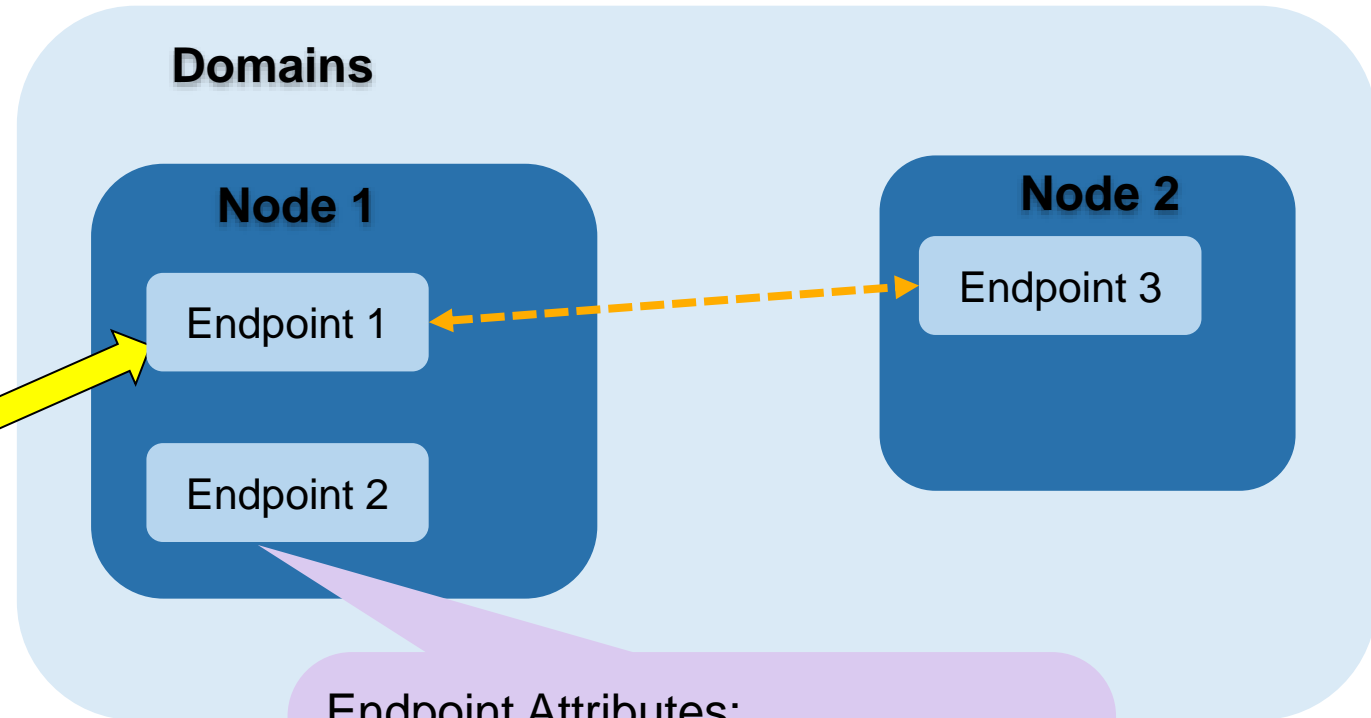 Domains
Node 1
Node 2
Endpoint 1
Endpoint 3
Endpoint 2
Endpoint Attributes: